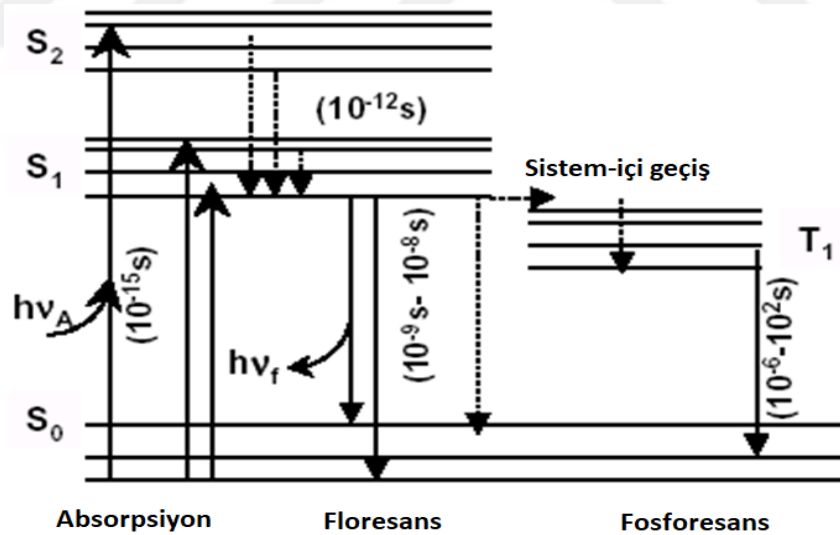 S₂
(10⁻¹²s)
S₁
Sistem-içi geçiş
T₁
hνA
(10⁻¹⁵s)
hνf
(10⁻⁹s- 10⁻⁸s)
(10⁻⁶-10²s)
S₀
Absorpsiyon
Floresans
Fosforesans